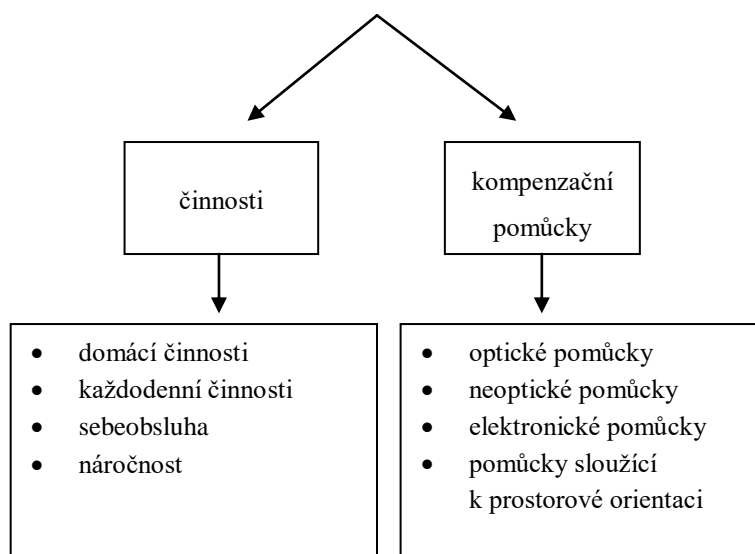 činnosti
kompenzační
pomůcky
• domácí činnosti
• každodenní činnosti
• sebeobsluha
• náročnost
• optické pomůcky
• neoptické pomůcky
• elektronické pomůcky
• pomůcky sloužící
k prostorové orientaci